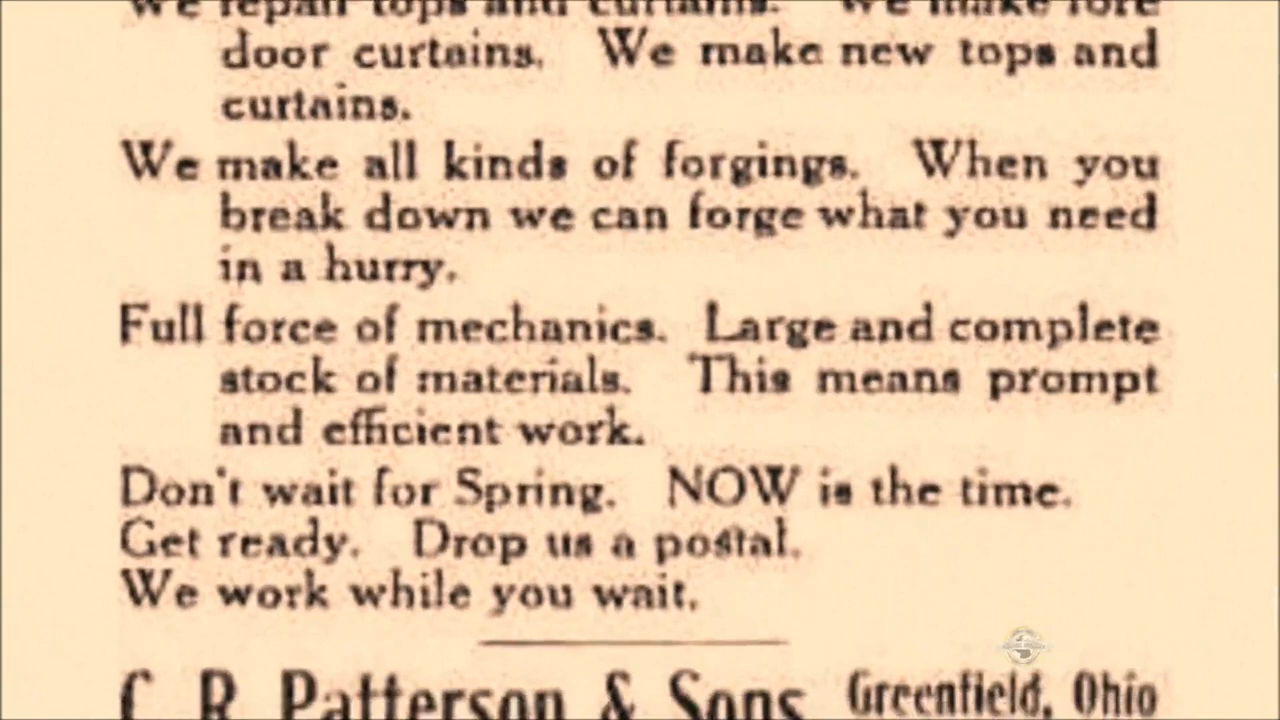 We repair tops and curtains. We make fore
door curtains. We make new tops and
curtains.
We make all kinds of forgings. When you
break down we can forge what you need
in a hurry.
Full force of mechanics. Large and complete
stock of materials. This means prompt
and efficient work.
Don't wait for Spring. NOW is the time.
Get ready. Drop us a postal.
We work while you wait.
C. R. Patterson & Sons Greenfield, Ohio